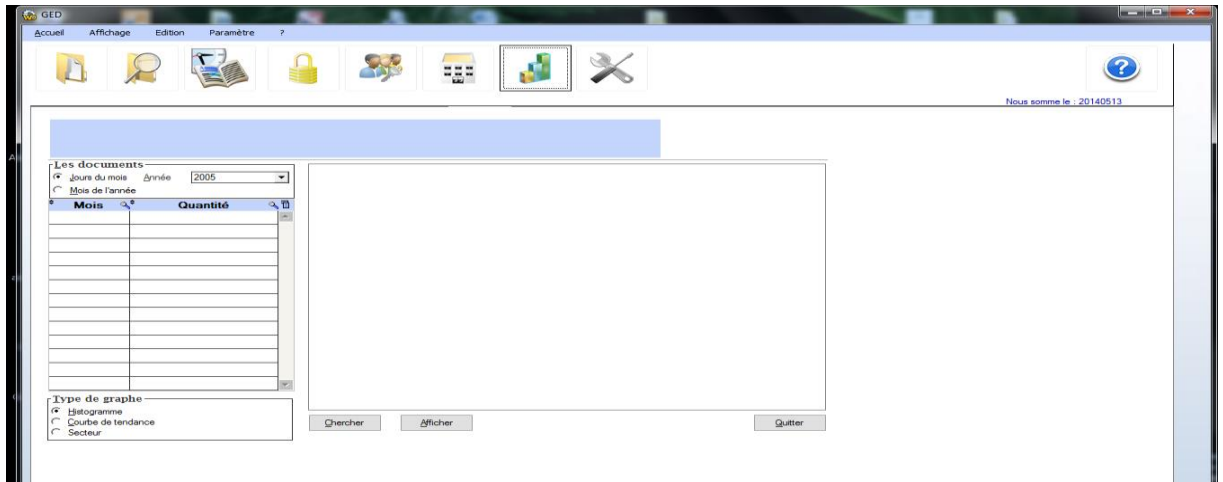 GED
Accueil Affichage Edition Paramètre ?
Nous somme le : 20140513
Les documents
Jours du mois Année 2005
Mois de l'année
Mois Quantité
Type de graphe
Histogramme
Courbe de tendance
Secteur
Chercher Afficher Quitter